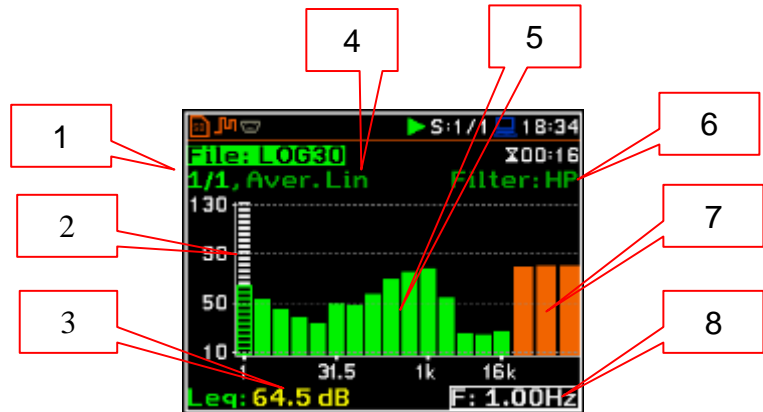 4
5
1
6
2
7
3
8
S:1/1 18:34
File: LOG30 00:16
1/1, Aver.Lin Filter:HP
130
90
50
10
1 31.5 1k 16k
Leq: 64.5 dB F: 1.00Hz